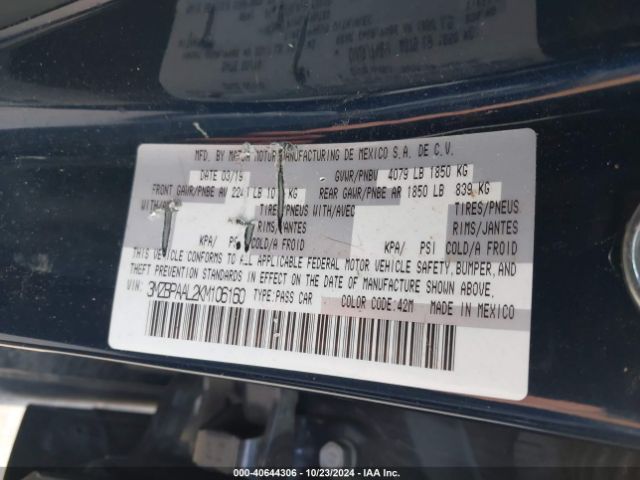 MFD. BY MAZDA MOTOR MANUFACTURING DE MEXICO S.A. DE C.V.
DATE 03/19 GVWR/PNBV 4079 LB 1850 KG
FRONT GAWR/PNBE AV LB KG REAR GAWR/PNBE AR 1850 LB 839 KG
WITH/AVEC TIRES/PNEUS WITH/AVEC TIRES/PNEUS
RIMS/JANTES RIMS/JANTES
KPA/ PSI COLD/A FROID KPA/ PSI COLD/A FROID
THIS VEHICLE CONFORMS TO ALL APPLICABLE FEDERAL MOTOR VEHICLE SAFETY, BUMPER, AND
THEFT PREVENTION STANDARDS IN EFFECT ON THE DATE OF MANUFACTURE SHOWN ABOVE.
VIN: 3MZBPAAL2KM106160 TYPE:PASS CAR COLOR CODE:42M MADE IN MEXICO
000-40644306 - 10/23/2024 - IAA Inc.